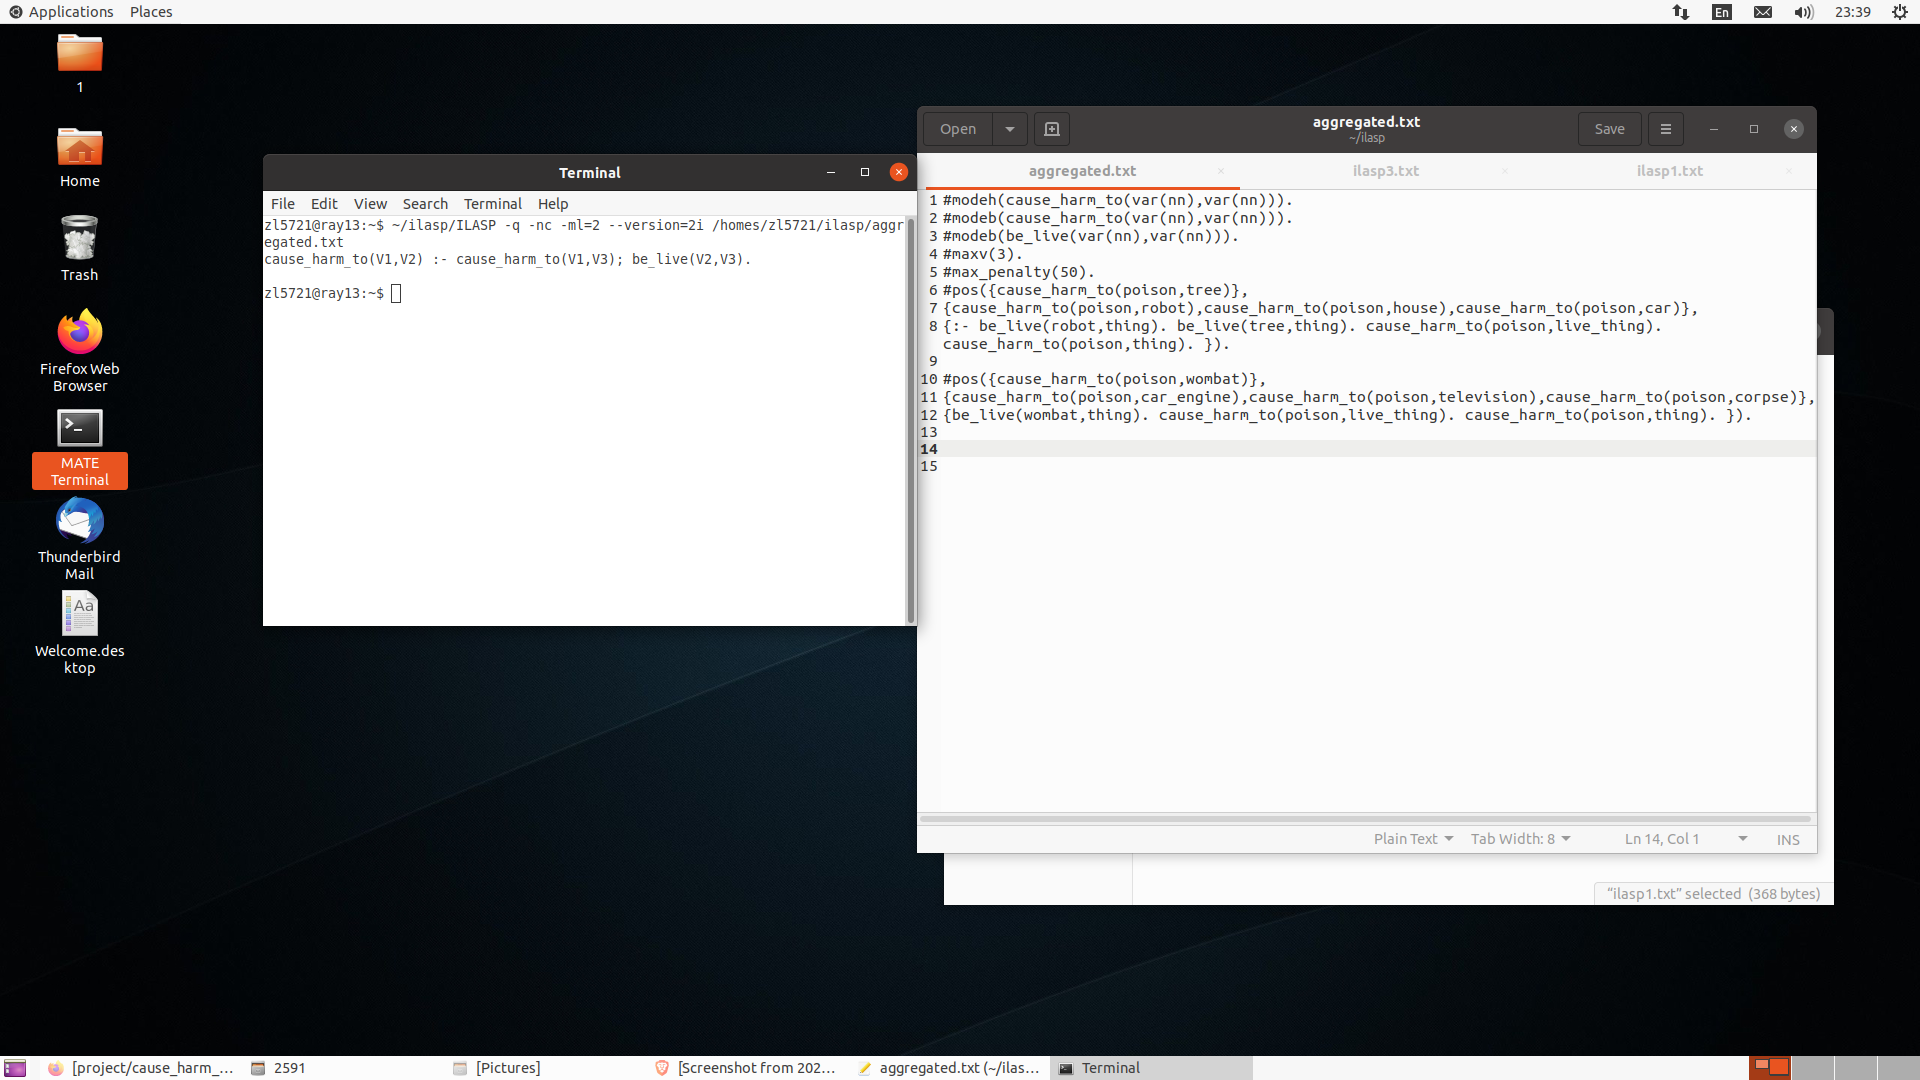 Applications Places
En 23:39
1
Home
Trash
Firefox Web
Browser
MATE
Terminal
Thunderbird
Mail
Welcome.des
ktop
Terminal
File Edit View Search Terminal Help
zl5721@ray13:~$ ~/ilasp/ILASP -q -nc -ml=2 --version=2i /homes/zl5721/ilasp/aggr
egated.txt
cause_harm_to(V1,V2) :- cause_harm_to(V1,V3); be_live(V2,V3).
zl5721@ray13:~$
Open
aggregated.txt
~/ilasp
Save
aggregated.txt ilasp3.txt ilasp1.txt
1 #modeh(cause_harm_to(var(nn),var(nn))).
2 #modeb(cause_harm_to(var(nn),var(nn))).
3 #modeb(be_live(var(nn),var(nn))).
4 #maxv(3).
5 #max_penalty(50).
6 #pos({cause_harm_to(poison,tree)},
7 {cause_harm_to(poison,robot),cause_harm_to(poison,house),cause_harm_to(poison,car)},
8 {:- be_live(robot,thing). be_live(tree,thing). cause_harm_to(poison,live_thing).
cause_harm_to(poison,thing). }).
9
10 #pos({cause_harm_to(poison,wombat)},
11 {cause_harm_to(poison,car_engine),cause_harm_to(poison,television),cause_harm_to(poison,corpse)},
12 {be_live(wombat,thing). cause_harm_to(poison,live_thing). cause_harm_to(poison,thing). }).
13
14
15
Plain Text Tab Width: 8 Ln 14, Col 1 INS
"ilasp1.txt" selected (368 bytes)
[project/cause_harm_... 2591 [Pictures] [Screenshot from 202... aggregated.txt (~/ilas... Terminal